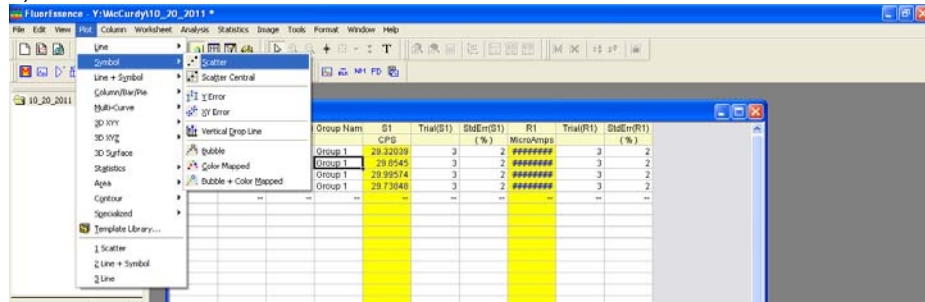 FluorEssence - Y:\McCurdy\10_20_2011 *
File Edit View Plot Column Worksheet Analysis Statistics Image Tools Format Window Help
Line
Symbol
Line + Symbol
Column/Bar/Pie
Multi-Curve
3D XYY
3D XYZ
3D Surface
Statistics
Area
Contour
Specialized
Template Library...
1 Scatter
2 Line + Symbol
3 Line
Scatter
Scatter Central
Y Error
XY Error
Vertical Drop Line
Bubble
Color Mapped
Bubble + Color Mapped
10_20_2011
Group Nam S1 Trial(S1) StdErr(S1) R1 Trial(R1) StdErr(R1)
CPS (%) MicroAmps (%)
Group 1 29.32039 3 2 ######## 3 2
Group 1 29.6545 3 2 ######## 3 2
Group 1 29.99574 3 2 ######## 3 2
Group 1 29.73848 3 2 ######## 3 2
-- -- -- -- -- -- -- -- --